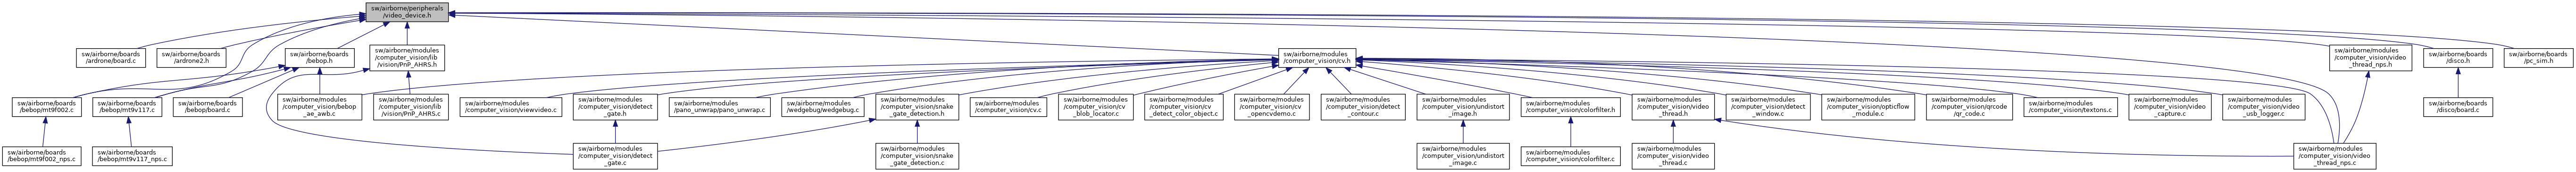 sw/airborne/peripherals
/video_device.h
sw/airborne/boards
/ardrone/board.c
sw/airborne/boards
/ardrone2.h
sw/airborne/boards
/bebop.h
sw/airborne/modules
/computer_vision/lib
/vision/PnP_AHRS.h
sw/airborne/modules
/computer_vision/cv.h
sw/airborne/modules
/computer_vision/video
_thread_nps.h
sw/airborne/boards
/disco.h
sw/airborne/boards
/pc_sim.h
sw/airborne/boards
/bebop/mt9f002.c
sw/airborne/boards
/bebop/mt9v117.c
sw/airborne/boards
/bebop/board.c
sw/airborne/modules
/computer_vision/bebop
_ae_awb.c
sw/airborne/modules
/computer_vision/lib
/vision/PnP_AHRS.c
sw/airborne/modules
/computer_vision/viewvideo.c
sw/airborne/modules
/computer_vision/detect
_gate.h
sw/airborne/modules
/pano_unwrap/pano_unwrap.c
sw/airborne/modules
/wedgebug/wedgebug.c
sw/airborne/modules
/computer_vision/snake
_gate_detection.h
sw/airborne/modules
/computer_vision/cv.c
sw/airborne/modules
/computer_vision/cv
_blob_locator.c
sw/airborne/modules
/computer_vision/cv
_detect_color_object.c
sw/airborne/modules
/computer_vision/cv
_opencvdemo.c
sw/airborne/modules
/computer_vision/detect
_contour.c
sw/airborne/modules
/computer_vision/undistort
_image.h
sw/airborne/modules
/computer_vision/colorfilter.h
sw/airborne/modules
/computer_vision/video
_thread.h
sw/airborne/modules
/computer_vision/detect
_window.c
sw/airborne/modules
/computer_vision/opticflow
_module.c
sw/airborne/modules
/computer_vision/qrcode
/qr_code.c
sw/airborne/modules
/computer_vision/textons.c
sw/airborne/modules
/computer_vision/video
_capture.c
sw/airborne/modules
/computer_vision/video
_usb_logger.c
sw/airborne/boards
/disco/board.c
sw/airborne/boards
/bebop/mt9f002_nps.c
sw/airborne/boards
/bebop/mt9v117_nps.c
sw/airborne/modules
/computer_vision/detect
_gate.c
sw/airborne/modules
/computer_vision/snake
_gate_detection.c
sw/airborne/modules
/computer_vision/undistort
_image.c
sw/airborne/modules
/computer_vision/colorfilter.c
sw/airborne/modules
/computer_vision/video
_thread.c
sw/airborne/modules
/computer_vision/video
_thread_nps.c